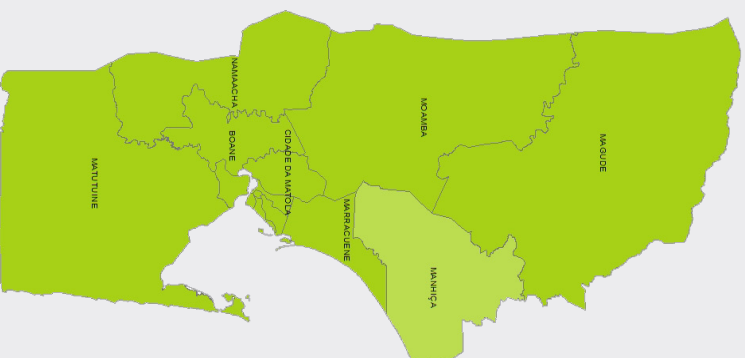 MATUTUINE
NAMAACHA
BOANE
CIDADE DA MATOLA
MARRACUENE
MOAMBA
MANHIÇA
MAGUDE